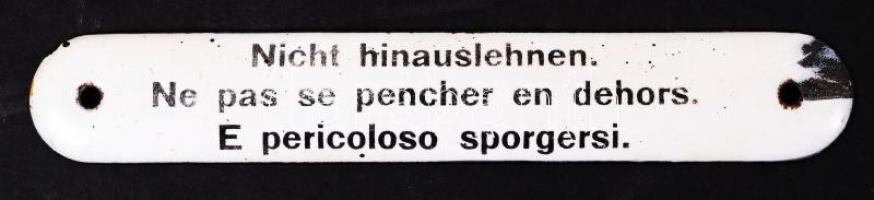 Nicht hinauslehnen.
Ne pas se pencher en dehors.
E pericoloso sporgersi.